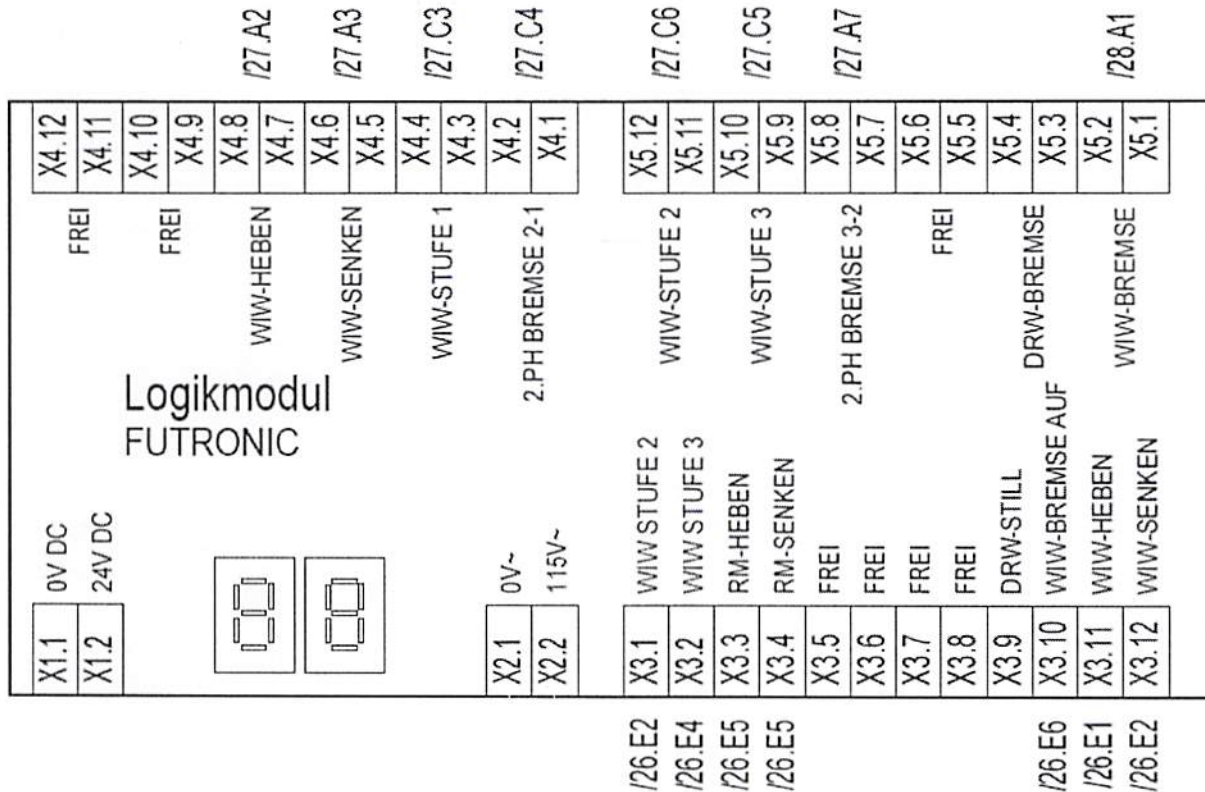 Logikmodul
FUTRONIC
X1.1 0V DC
X1.2 24V DC
X2.1 0V~
X2.2 115V~
/26.E2 X3.1 WIW STUFE 2
/26.E4 X3.2 WIW STUFE 3
/26.E5 X3.3 RM-HEBEN
/26.E5 X3.4 RM-SENKEN
X3.5 FREI
X3.6 FREI
X3.7 FREI
X3.8 FREI
X3.9 DRW-STILL
/26.E6 X3.10 WIW-BREMSE AUF
/26.E1 X3.11 WIW-HEBEN
/26.E2 X3.12 WIW-SENKEN
X4.12
FREI X4.11
X4.10
FREI X4.9
X4.8
WIW-HEBEN X4.7 /27.A2
X4.6
WIW-SENKEN X4.5 /27.A3
X4.4
WIW-STUFE 1 X4.3 /27.C3
X4.2
2.PH BREMSE 2-1 X4.1 /27.C4
X5.12
WIW-STUFE 2 X5.11 /27.C6
X5.10
WIW-STUFE 3 X5.9 /27.C5
X5.8
2.PH BREMSE 3-2 X5.7 /27.A7
X5.6
FREI X5.5
X5.4
DRW-BREMSE X5.3
X5.2
WIW-BREMSE X5.1 /28.A1